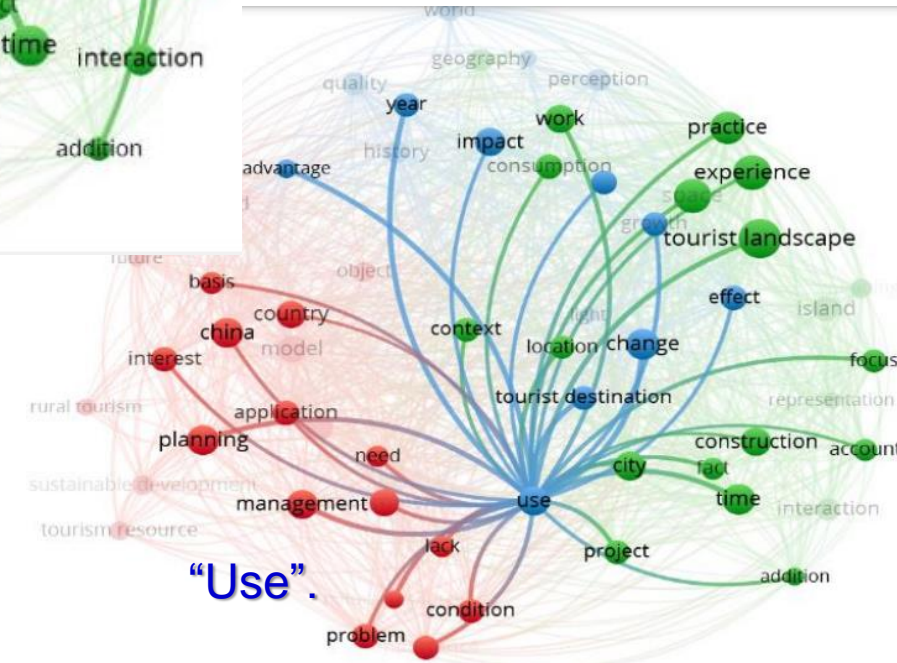 time
interaction
addition
world
geography
quality
perception
year
work
practice
impact
history
consumption
advantage
experience
space
growth
tourist landscape
future
object
basis
effect
country
island
light
china
context
location
change
model
interest
focus
tourist destination
representation
rural tourism
application
planning
construction
account
need
city
fact
sustainable development
management
use
time
interaction
tourism resource
lack
project
"Use".
addition
condition
problem